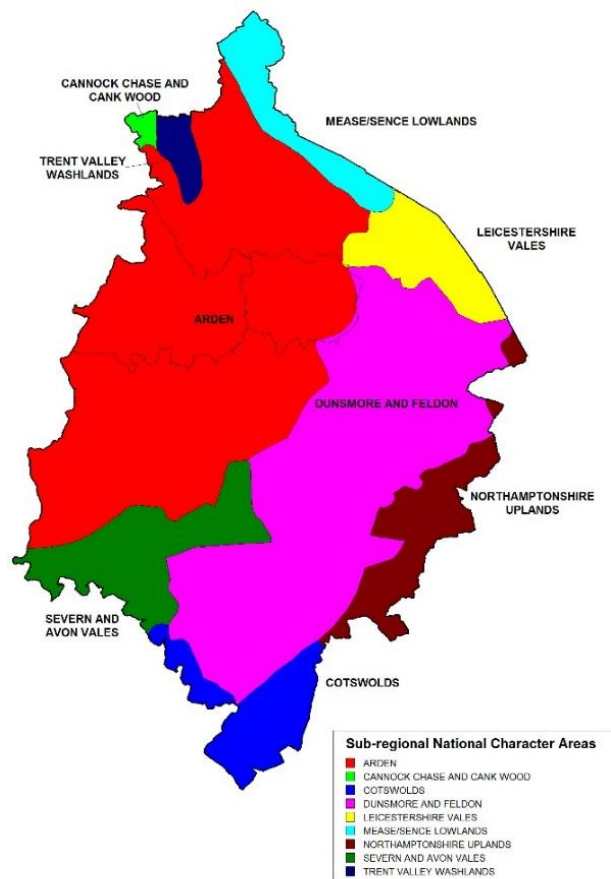 CANNOCK CHASE AND
CANK WOOD
MEASE/SENCE LOWLANDS
TRENT VALLEY
WASHLANDS
LEICESTERSHIRE
VALES
ARDEN
DUNSMORE AND FELDON
NORTHAMPTONSHIRE
UPLANDS
SEVERN AND
AVON VALES
COTSWOLDS
Sub-regional National Character Areas
ARDEN
CANNOCK CHASE AND CANK WOOD
COTSWOLDS
DUNSMORE AND FELDON
LEICESTERSHIRE VALES
MEASE/SENCE LOWLANDS
NORTHAMPTONSHIRE UPLANDS
SEVERN AND AVON VALES
TRENT VALLEY WASHLANDS